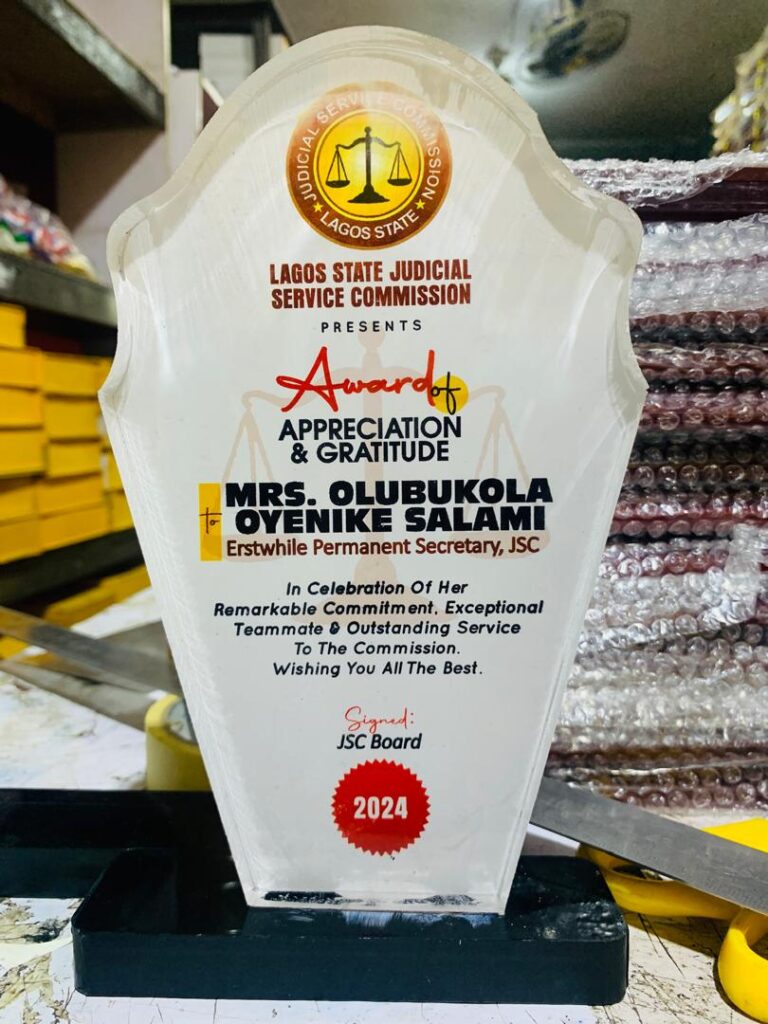 JUDICIAL SERVICE COMMISSION
LAGOS STATE
LAGOS STATE JUDICIAL
SERVICE COMMISSION
PRESENTS
Award of
APPRECIATION
& GRATITUDE
to MRS. OLUBUKOLA
OYENIKE SALAMI
Erstwhile Permanent Secretary, JSC
In Celebration Of Her
Remarkable Commitment, Exceptional
Teammate & Outstanding Service
To The Commission.
Wishing You All The Best.
Signed:
JSC Board
2024